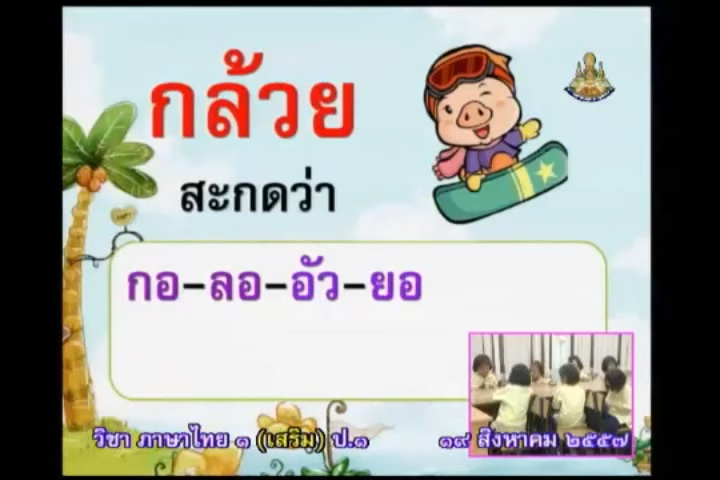 กล้วย
สะกดว่า
กอ-ลอ-อัว-ยอ
วิชา ภาษาไทย ๑ (เสริม) ป.๑ ๑๙ สิงหาคม ๒๕๕๗